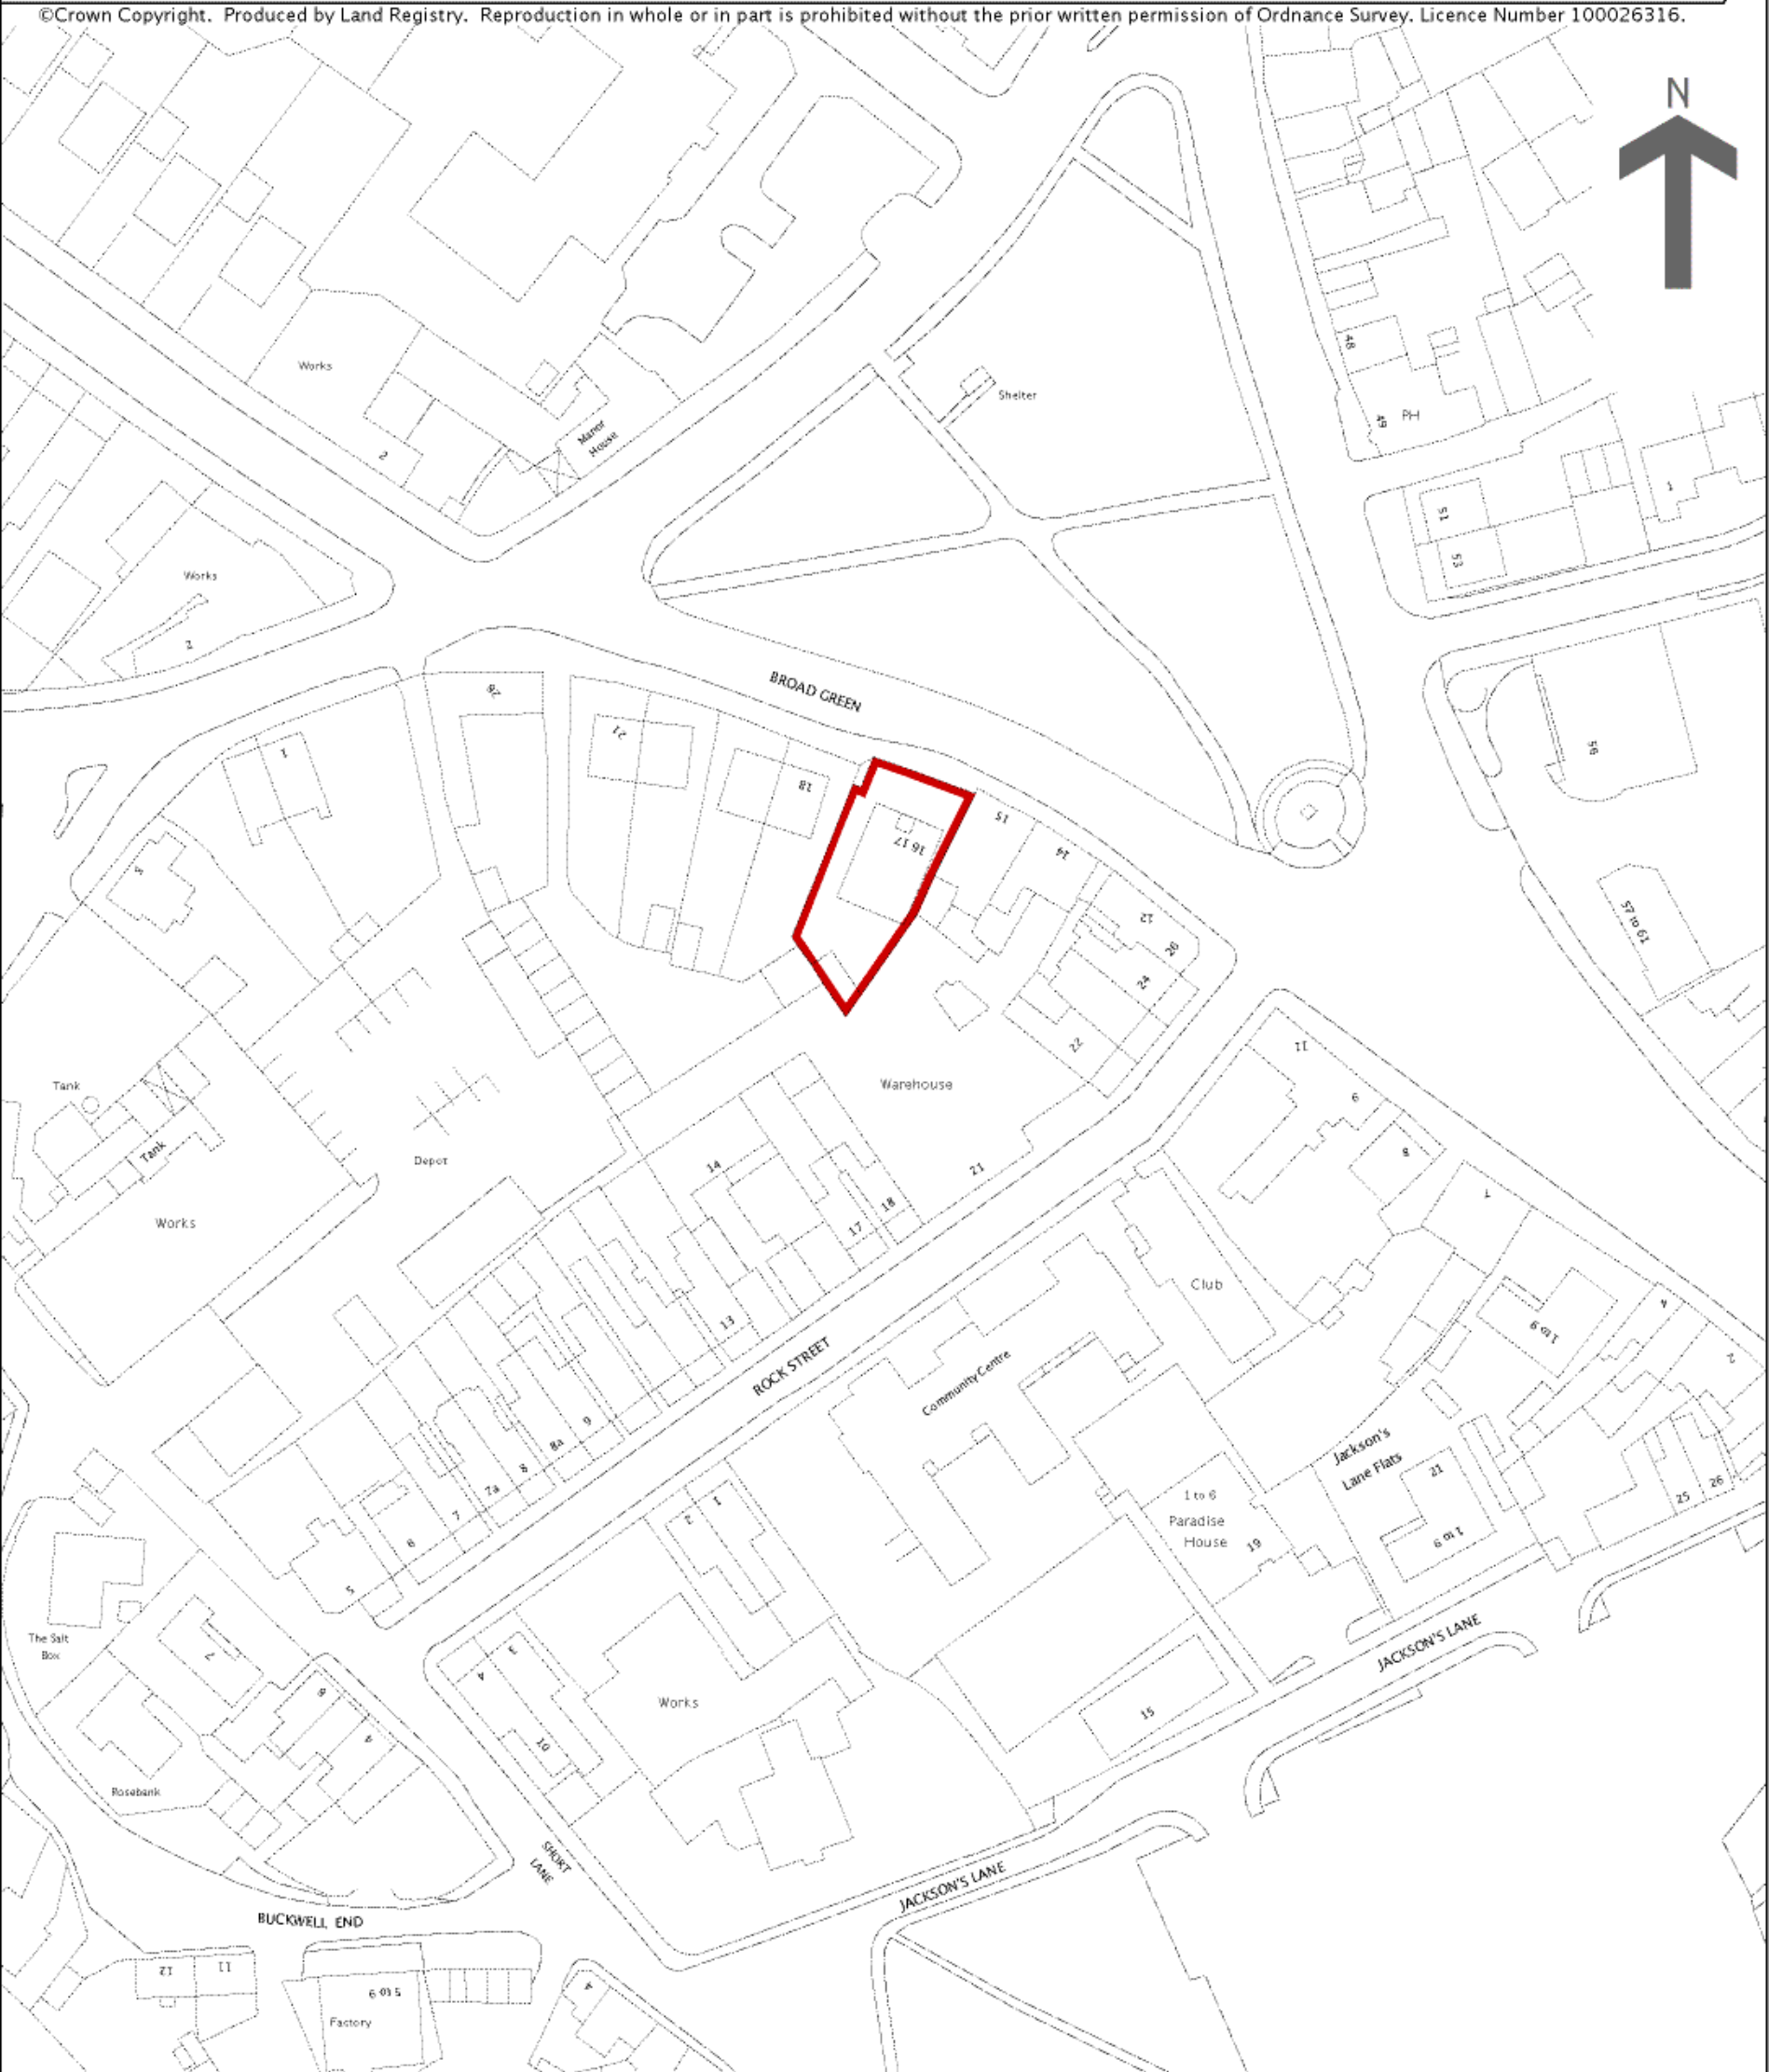 ©Crown Copyright. Produced by Land Registry. Reproduction in whole or in part is prohibited without the prior written permission of Ordnance Survey. Licence Number 100026316.
N
Works
2
Manor
House
Shelter
48
49
PH
51
53
1
Works
2
BROAD GREEN
28
1
21
18
16 17
15
14
12
26
24
22
56
57 to 61
3
Tank
Tank
Works
Depot
Warehouse
14
17
18
21
13
ROCK STREET
11
9
8
7
Club
Community Centre
1 to 9
4
2
9
8a
8
7a
7
6
5
Jackson's
Lane Flats
21
1 to 9
25
26
1 to 6
Paradise
House
19
1
2
The Salt
Box
7
6
4
3
4
10
Works
15
JACKSON'S LANE
Rosebank
SHORT
LANE
JACKSON'S LANE
BUCKWELL END
12
11
5 to 9
Factory
4